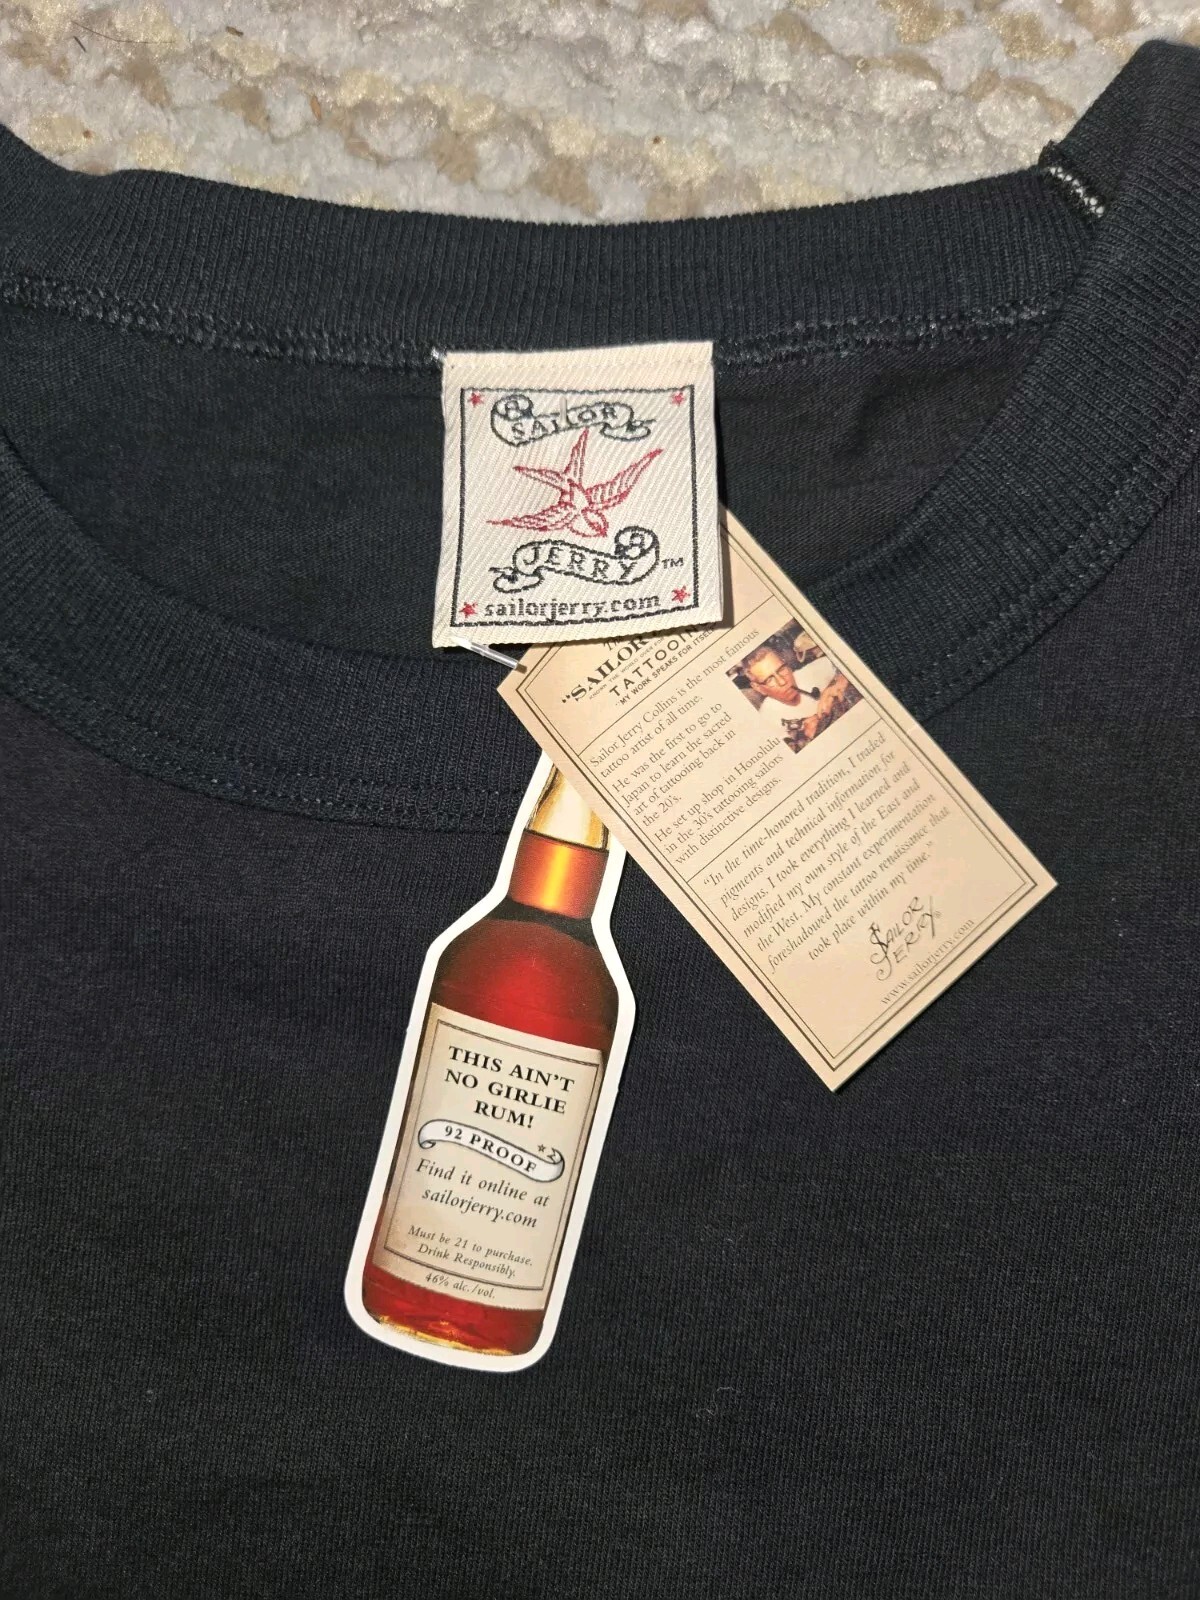 SAILOR
JERRY™
sailorjerry.com
"SAILOR
TATTOOIN
"MY WORK SPEAKS FOR ITSEL
Sailor Jerry Collins is the most famous
tattoo artist of all time.
He was the first to go to
Japan to learn the sacred
art of tattooing back in
the 20's.
He set up shop in Honolulu
in the 30's tattooing sailors
with distinctive designs.
"In the time-honored tradition, I traded
pigments and technical information for
designs. I took everything I learned and
modified my own style of the East and
the West. My constant experimentation
foreshadowed the tattoo renaissance that
took place within my time."
SAILOR
JERRY
www.sailorjerry.com
THIS AIN'T
NO GIRLIE
RUM!
92 PROOF
Find it online at
sailorjerry.com
Must be 21 to purchase.
Drink Responsibly.
46% alc./vol.